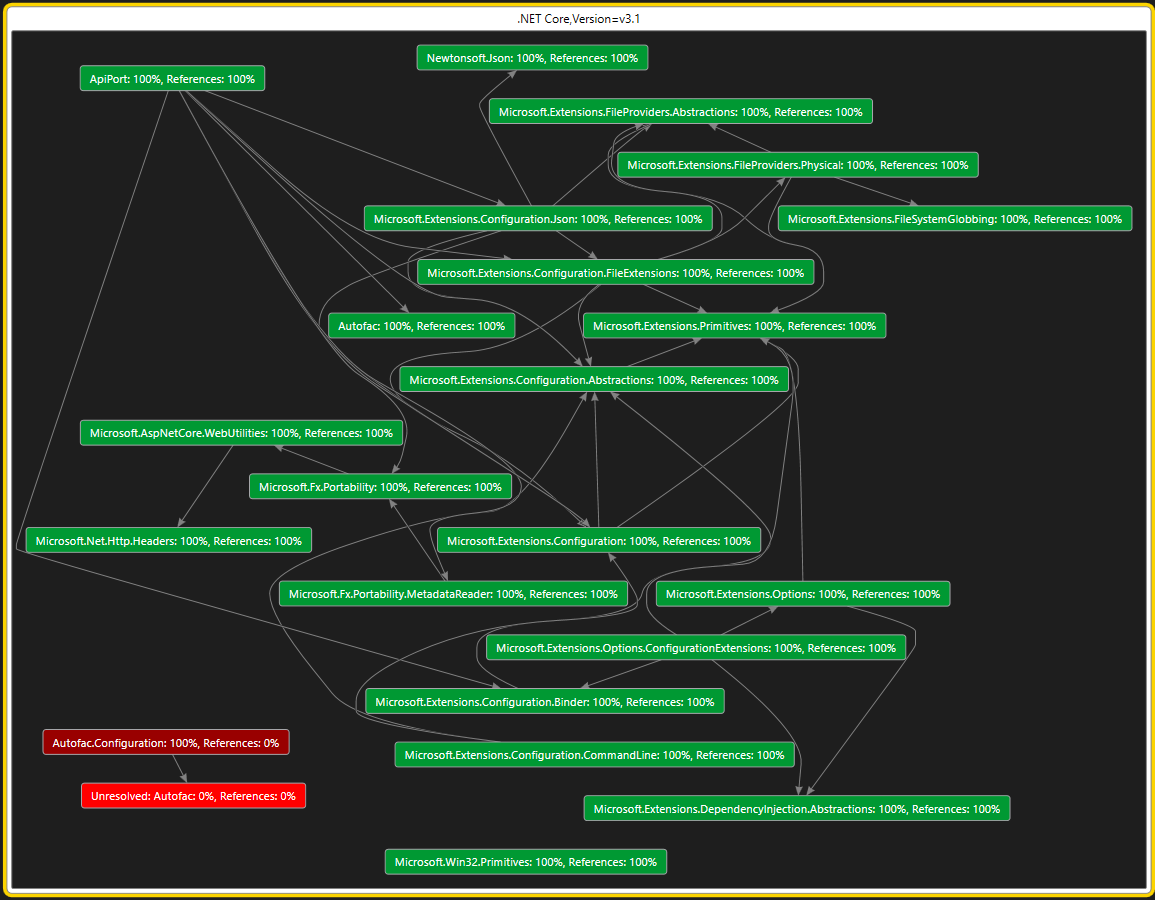 .NET Core,Version=v3.1
NewtonsoftJson: 100%, References: 100%
ApiPort: 100%, References: 100%
Microsoft.Extensions.FileProviders.Abstractions: 100%, References: 100%
Microsoft.Extensions.FileProviders.Physical: 100%, References: 100%
Microsoft.Extensions.Configuration.Json: 100%, References: 100%
Microsoft.Extensions.FileSystemGlobbing: 100%, References: 100%
Microsoft.Extensions.Configuration.FileExtensions: 100%, References: 100%
Autofac: 100%, References: 100%
Microsoft.Extensions.Primitives: 100%, References: 100%
Microsoft.Extensions.Configuration.Abstractions: 100%, References: 100%
Microsoft.AspNetCore.WebUtilities: 100%, References: 100%
Microsoft.Fx.Portability: 100%, References: 100%
Microsoft.Net.Http.Headers: 100%, References: 100%
Microsoft.Extensions.Configuration: 100%, References: 100%
Microsoft.Fx.Portability.MetadataReader: 100%, References: 100%
Microsoft.Extensions.Options: 100%, References: 100%
Microsoft.Extensions.Options.ConfigurationExtensions: 100%, References: 100%
Microsoft.Extensions.Configuration.Binder: 100%, References: 100%
Autofac.Configuration: 100%, References: 0%
Microsoft.Extensions.Configuration.CommandLine: 100%, References: 100%
Unresolved: Autofac: 0%, References: 0%
Microsoft.Extensions.DependencyInjection.Abstractions: 100%, References: 100%
Microsoft.Win32.Primitives: 100%, References: 100%